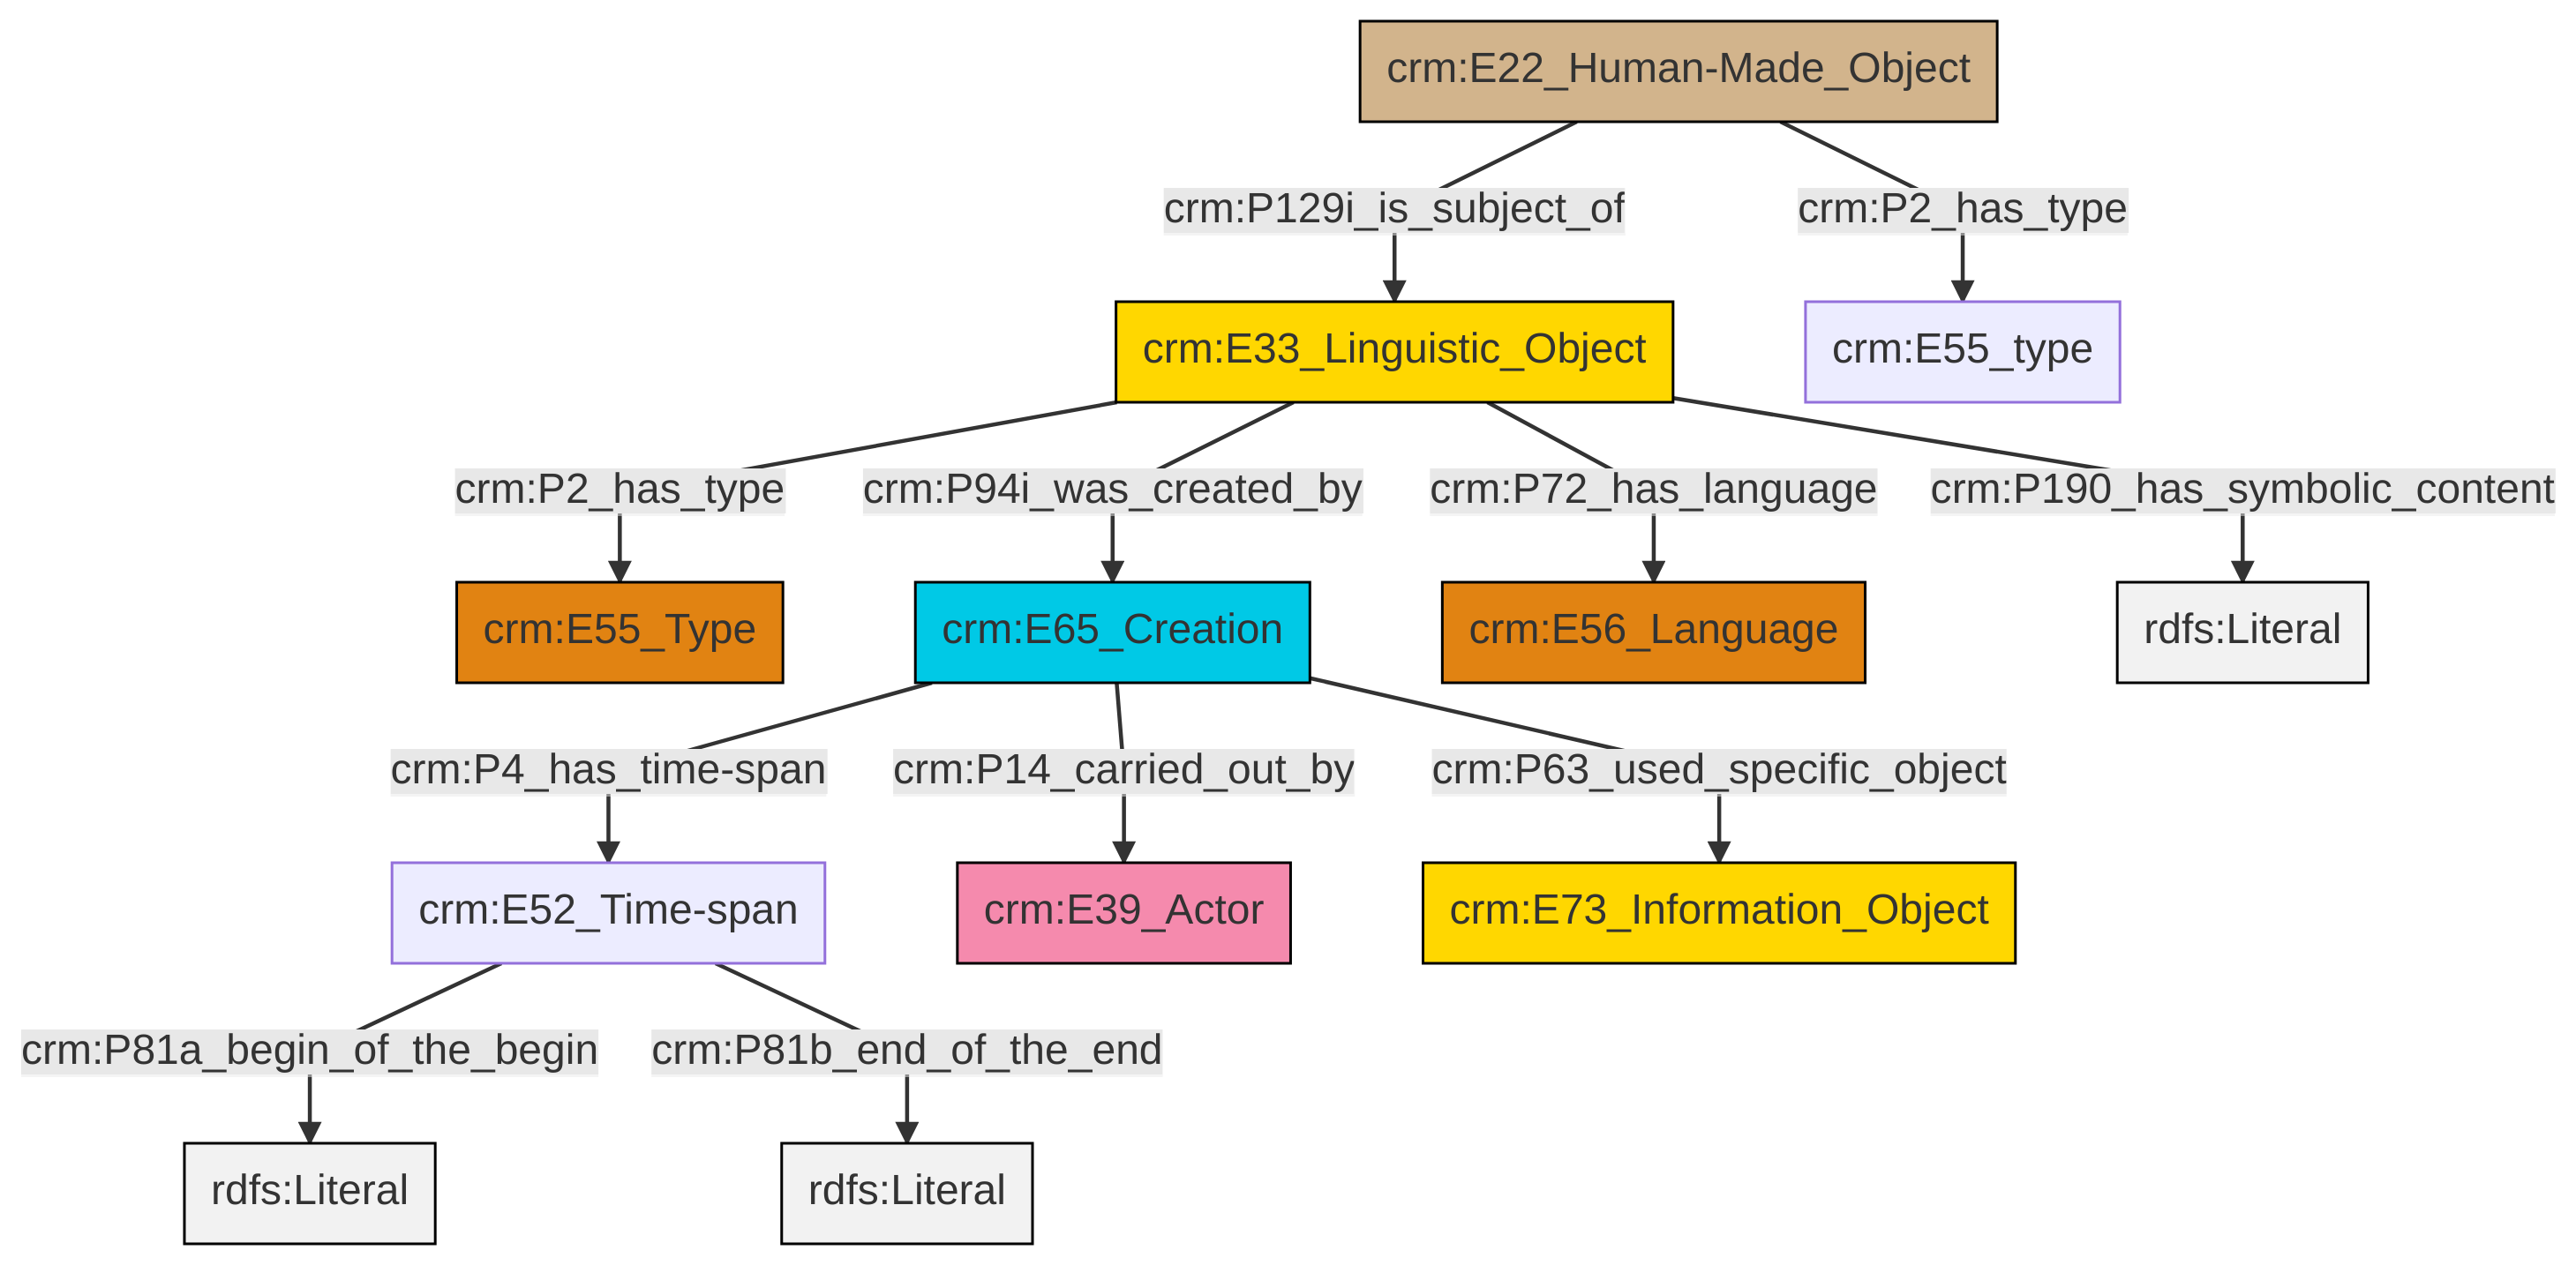 crm:E22_Human-Made_Object
crm:P129i_is_subject_of
crm:P2_has_type
crm:E33_Linguistic_Object
crm:E55_type
crm:P2_has_type
crm:P94i_was_created_by
crm:P72_has_language
crm:P190_has_symbolic_content
crm:E55_Type
crm:E65_Creation
crm:E56_Language
rdfs:Literal
crm:P4_has_time-span
crm:P14_carried_out_by
crm:P63_used_specific_object
crm:E52_Time-span
crm:E39_Actor
crm:E73_Information_Object
crm:P81a_begin_of_the_begin
crm:P81b_end_of_the_end
rdfs:Literal
rdfs:Literal